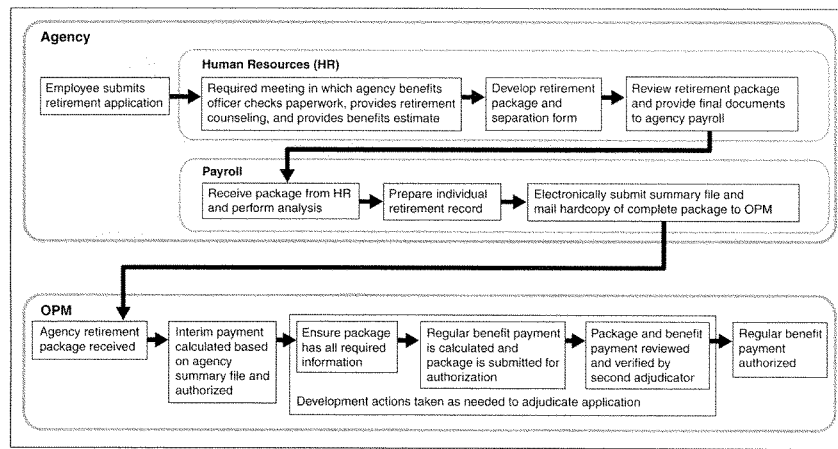 Agency
Human Resources (HR)
Employee submits
retirement application
Required meeting in which agency benefits
officer checks paperwork, provides retirement
counseling, and provides benefits estimate
Develop retirement
package and
separation form
Review retirement package
and provide final documents
to agency payroll
Payroll
Receive package from HR
and perform analysis
Prepare individual
retirement record
Electronically submit summary file and
mail hardcopy of complete package to OPM
OPM
Agency retirement
package received
Interim payment
calculated based
on agency
summary file and
authorized
Ensure package
has all required
information
Regular benefit payment
is calculated and
package is submitted for
authorization
Package and benefit
payment reviewed
and verified by
second adjudicator
Regular benefit
payment
authorized
Development actions taken as needed to adjudicate application